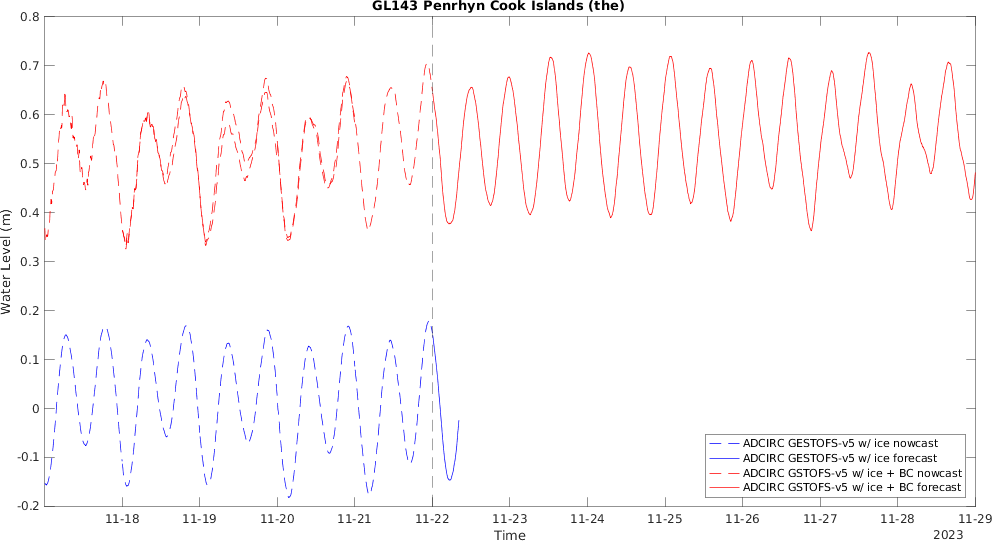 GL143 Penrhyn Cook Islands (the)
0.8
0.7
0.6
0.5
0.4
0.3
0.2
0.1
0
-0.1
-0.2
Water Level (m)
ADCIRC GESTOFS-v5 w/ ice nowcast
ADCIRC GESTOFS-v5 w/ ice forecast
ADCIRC GSTOFS-v5 w/ ice + BC nowcast
ADCIRC GSTOFS-v5 w/ ice + BC forecast
11-18 11-19 11-20 11-21 11-22 11-23 11-24 11-25 11-26 11-27 11-28 11-29
Time
2023